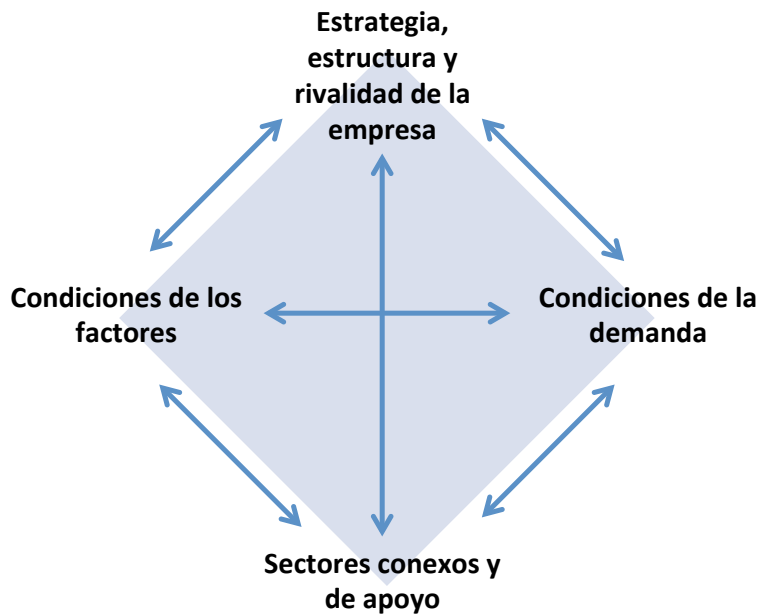 Estrategia,
estructura y
rivalidad de la
empresa
Condiciones de los
factores
Condiciones de la
demanda
Sectores conexos y
de apoyo